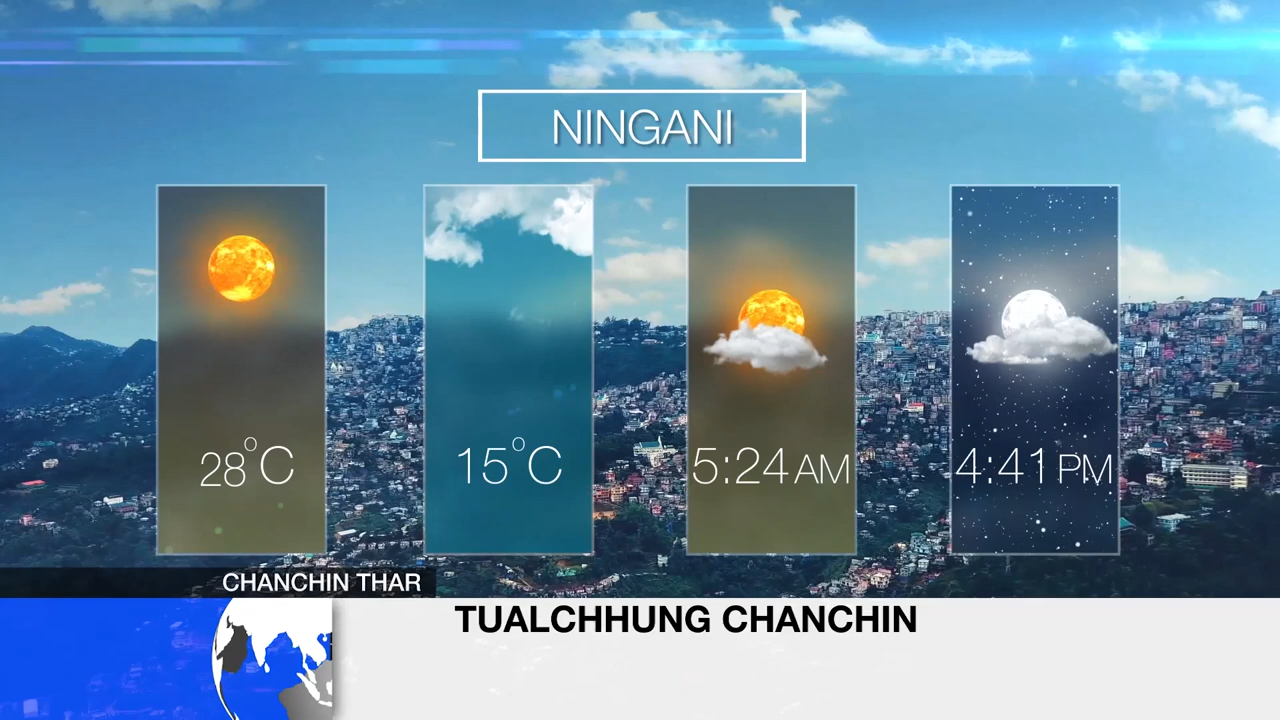 NINGANI
28°C
15°C
5:24 AM
4:41 PM
CHANCHIN THAR
TUALCHHUNG CHANCHIN